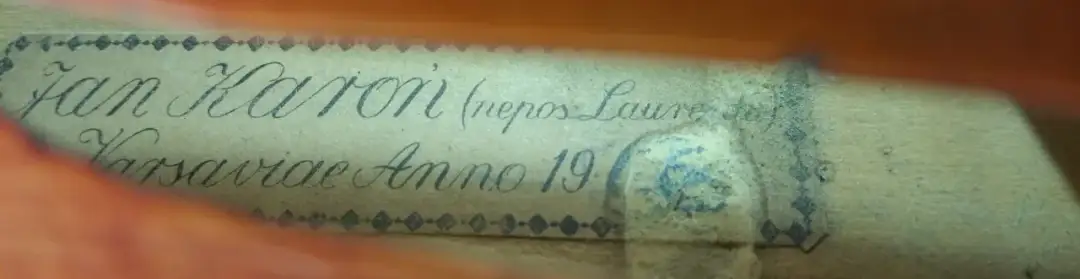 Jan Karoń (nepos
Varsaviae Anno 19